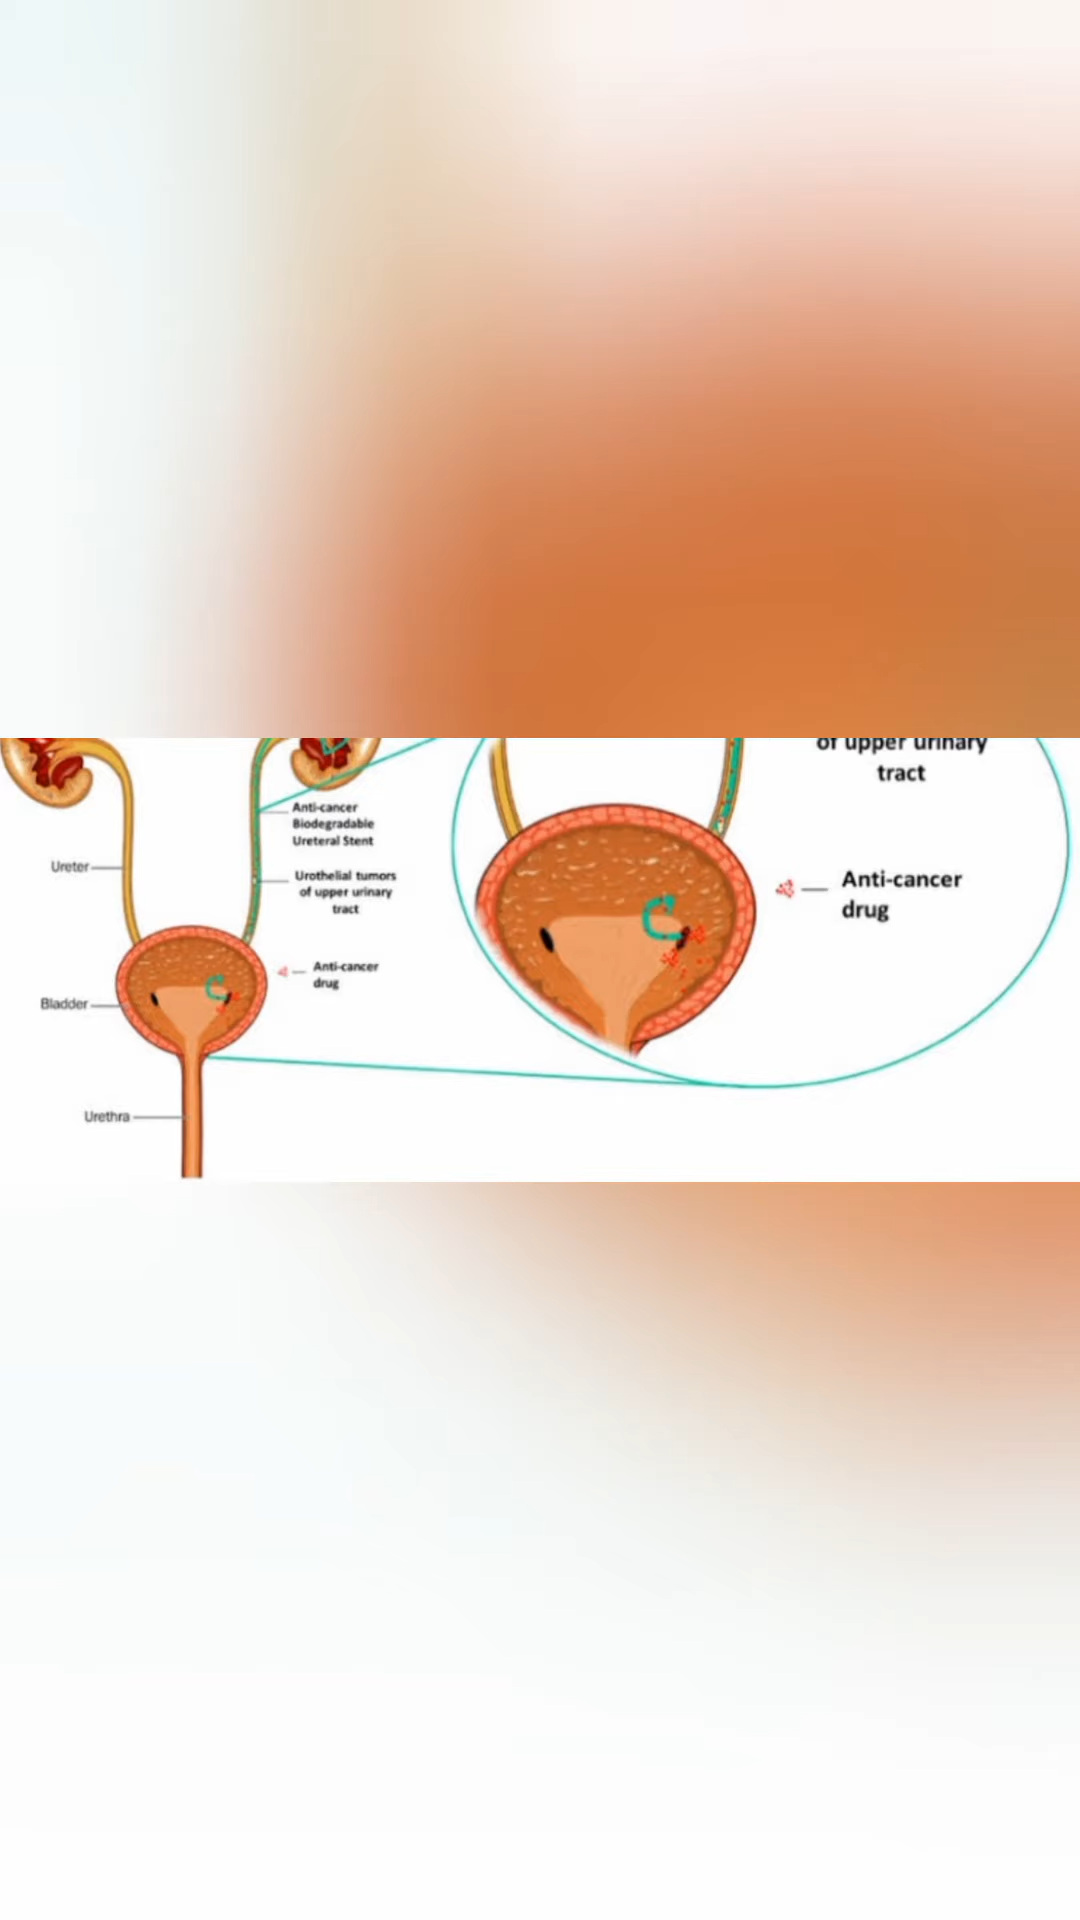 Anti-cancer
Biodegradable
Ureteral Stent
Ureter
Urothelial tumors
of upper urinary
tract
Anti-cancer
drug
Bladder
Urethra
of upper urinary
tract
Anti-cancer
drug